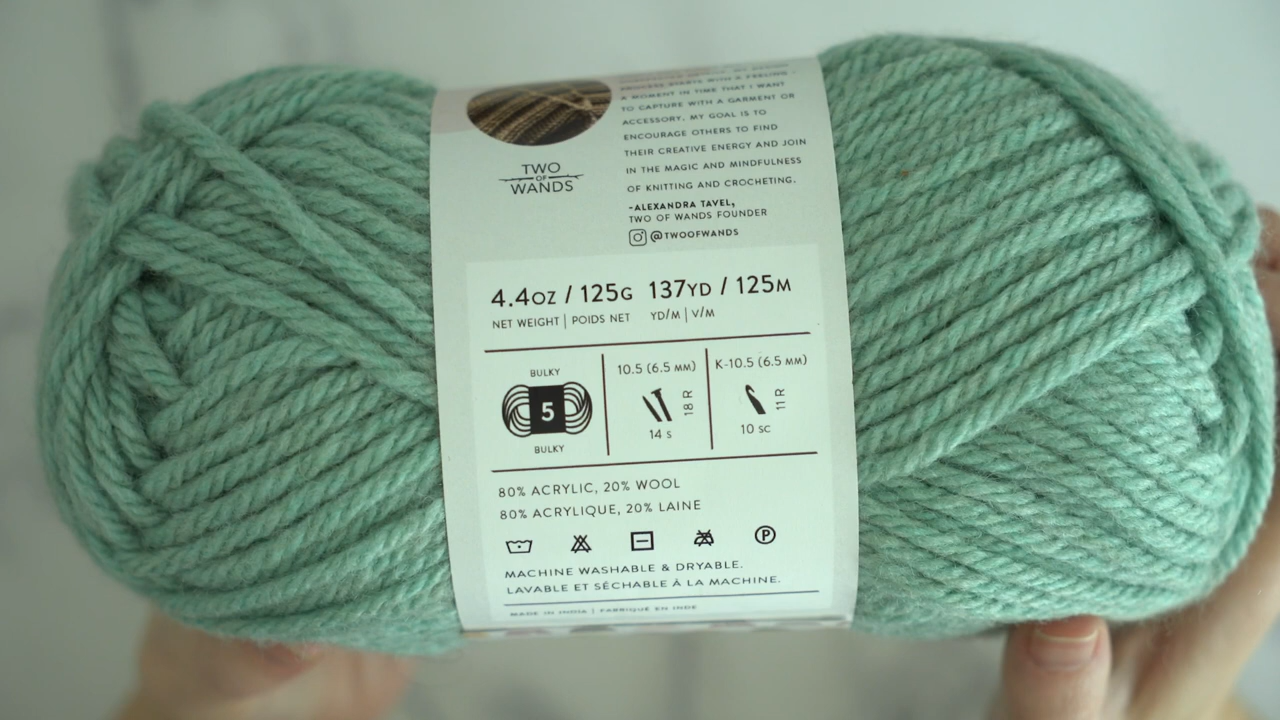 TWO
OF
WANDS
PROCESS STARTS WITH A FEELING -
A MOMENT IN TIME THAT I WANT
TO CAPTURE WITH A GARMENT OR
ACCESSORY. MY GOAL IS TO
ENCOURAGE OTHERS TO FIND
THEIR CREATIVE ENERGY AND JOIN
IN THE MAGIC AND MINDFULNESS
OF KNITTING AND CROCHETING.
-ALEXANDRA TAVEL,
TWO OF WANDS FOUNDER
@TWOOFWANDS
4.4OZ / 125G 137YD / 125M
NET WEIGHT | POIDS NET YD/M | V/M
BULKY
5
BULKY
10.5 (6.5 MM)
18 R
14 S
K-10.5 (6.5 MM)
11 R
10 SC
80% ACRYLIC, 20% WOOL
80% ACRYLIQUE, 20% LAINE
P
MACHINE WASHABLE & DRYABLE.
LAVABLE ET SÉCHABLE À LA MACHINE.
MADE IN INDIA | FABRIQUÉ EN INDE